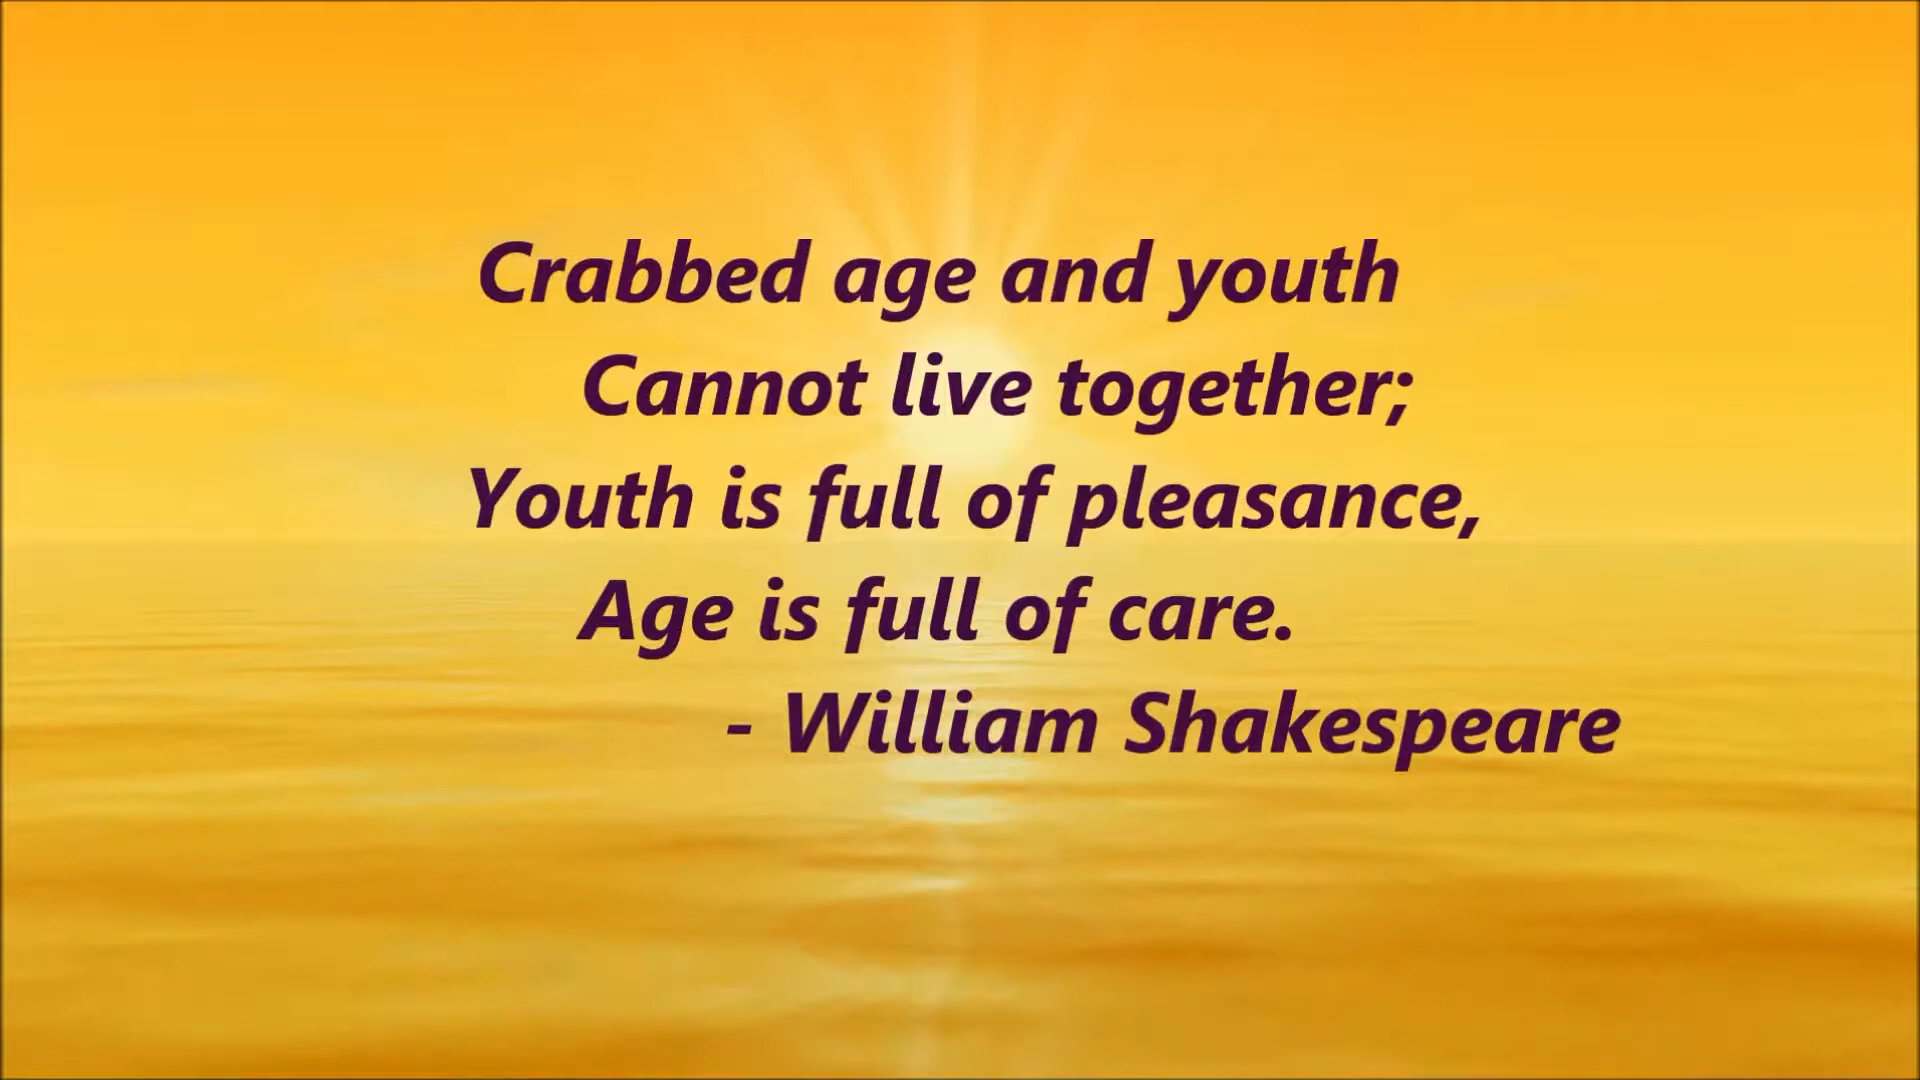 Crabbed age and youth
Cannot live together;
Youth is full of pleasance,
Age is full of care.
- William Shakespeare